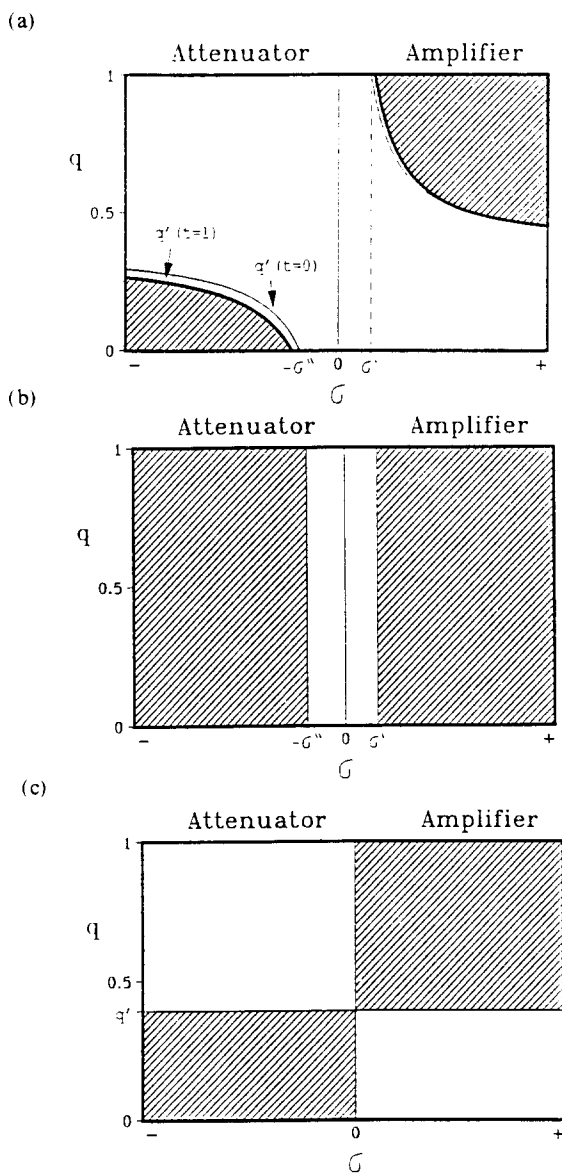 (a)
Attenuator Amplifier
1
q
0.5
q' (t=1) q' (t=0)
0
− -σ" 0 σ' +
σ
(b)
Attenuator Amplifier
1
q
0.5
0
− -σ" 0 σ' +
σ
(c)
Attenuator Amplifier
1
q
0.5
q'
0
− 0 +
σ